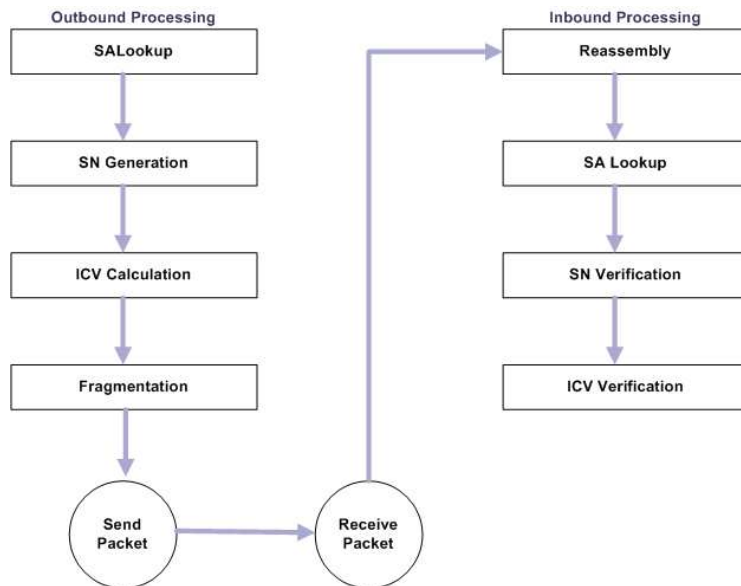 Outbound Processing
SALookup
SN Generation
ICV Calculation
Fragmentation
Send
Packet
Receive
Packet
Inbound Processing
Reassembly
SA Lookup
SN Verification
ICV Verification